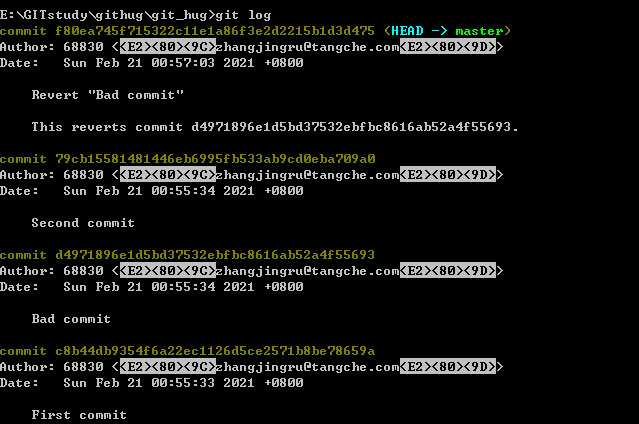 E:\GITstudy\githug\git_hug>git log
commit f80ea745f715322c11e1a86f3e2d2215b1d3d475 (HEAD -> master)
Author: 68830 <<E2><80><9C>zhangjingru@tangche.com<E2><80><9D>>
Date:   Sun Feb 21 00:57:03 2021 +0800
    Revert "Bad commit"
    This reverts commit d4971896e1d5bd37532ebfbc8616ab52a4f55693.
commit 79cb15581481446eb6995fb533ab9cd0eba709a0
Author: 68830 <<E2><80><9C>zhangjingru@tangche.com<E2><80><9D>>
Date:   Sun Feb 21 00:55:34 2021 +0800
    Second commit
commit d4971896e1d5bd37532ebfbc8616ab52a4f55693
Author: 68830 <<E2><80><9C>zhangjingru@tangche.com<E2><80><9D>>
Date:   Sun Feb 21 00:55:34 2021 +0800
    Bad commit
commit c8b44db9354f6a22ec1126d5ce2571b8be78659a
Author: 68830 <<E2><80><9C>zhangjingru@tangche.com<E2><80><9D>>
Date:   Sun Feb 21 00:55:33 2021 +0800
    First commit